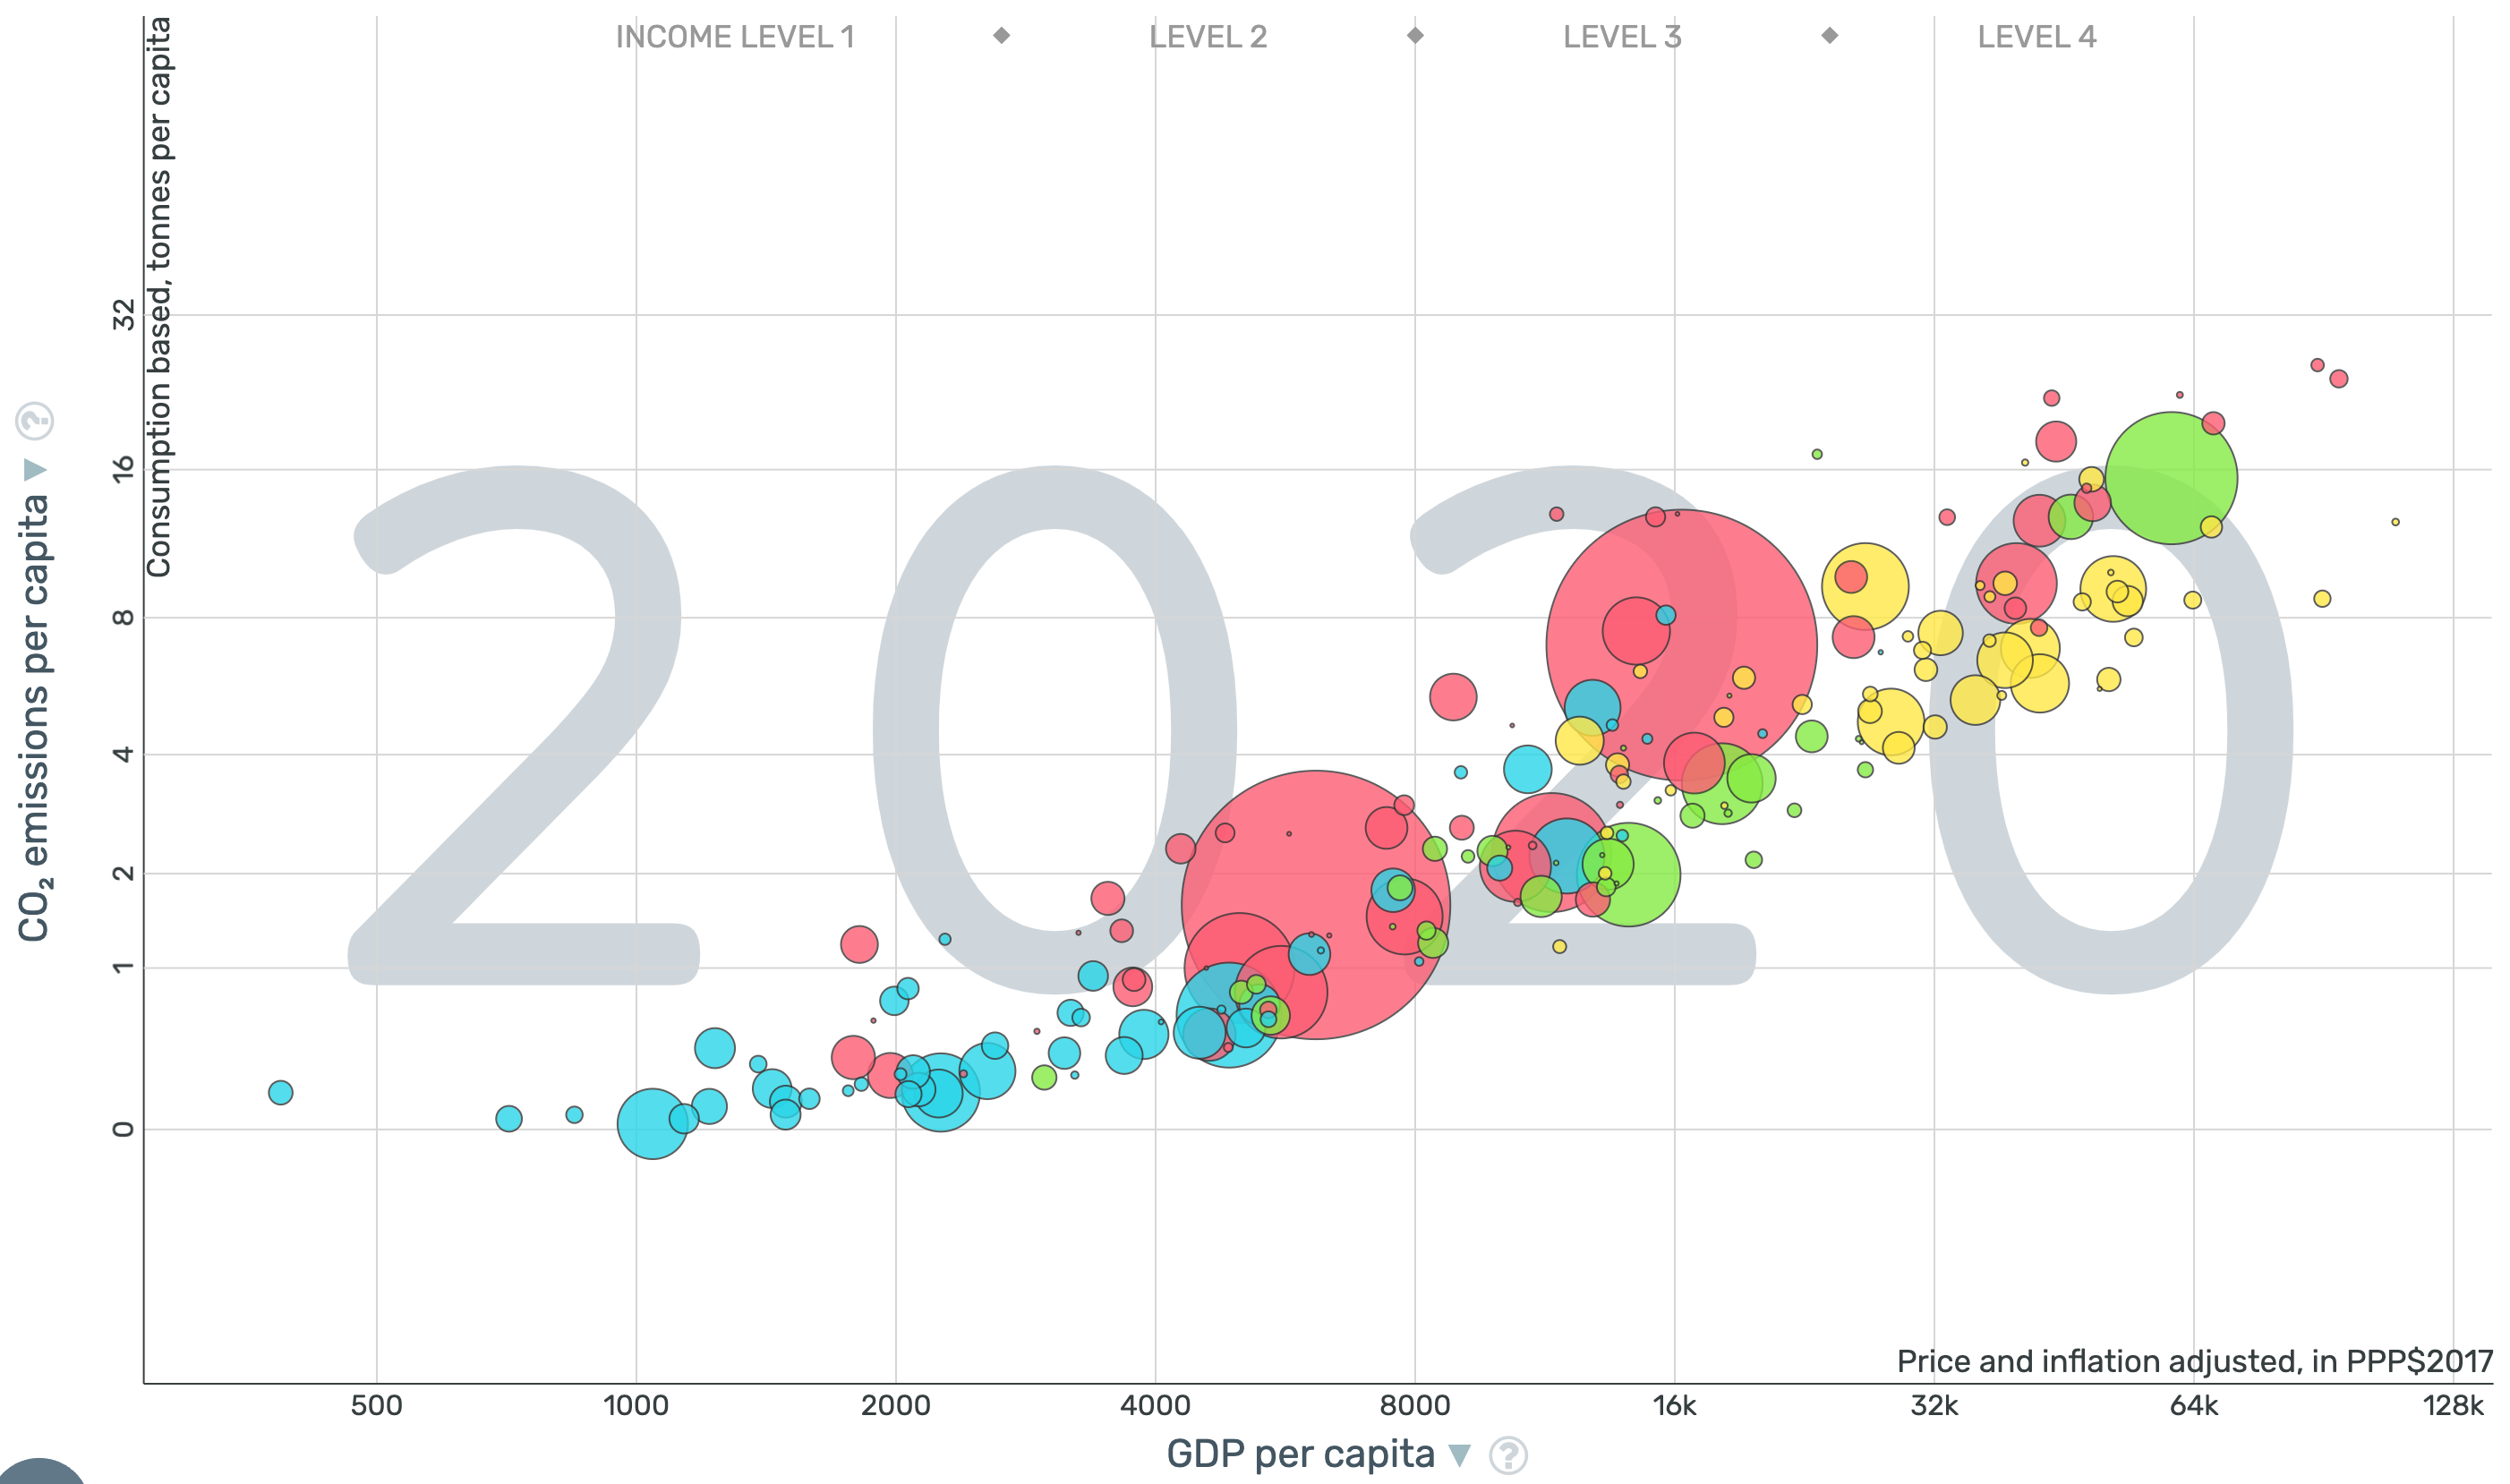 INCOME LEVEL 1 ◆ LEVEL 2 ◆ LEVEL 3 ◆ LEVEL 4
Consumption based, tonnes per capita
CO₂ emissions per capita ▼ ?
32
16
8
4
2
1
0
2020
Price and inflation adjusted, in PPP$2017
500 1000 2000 4000 8000 16k 32k 64k 128k
GDP per capita ▼ ?